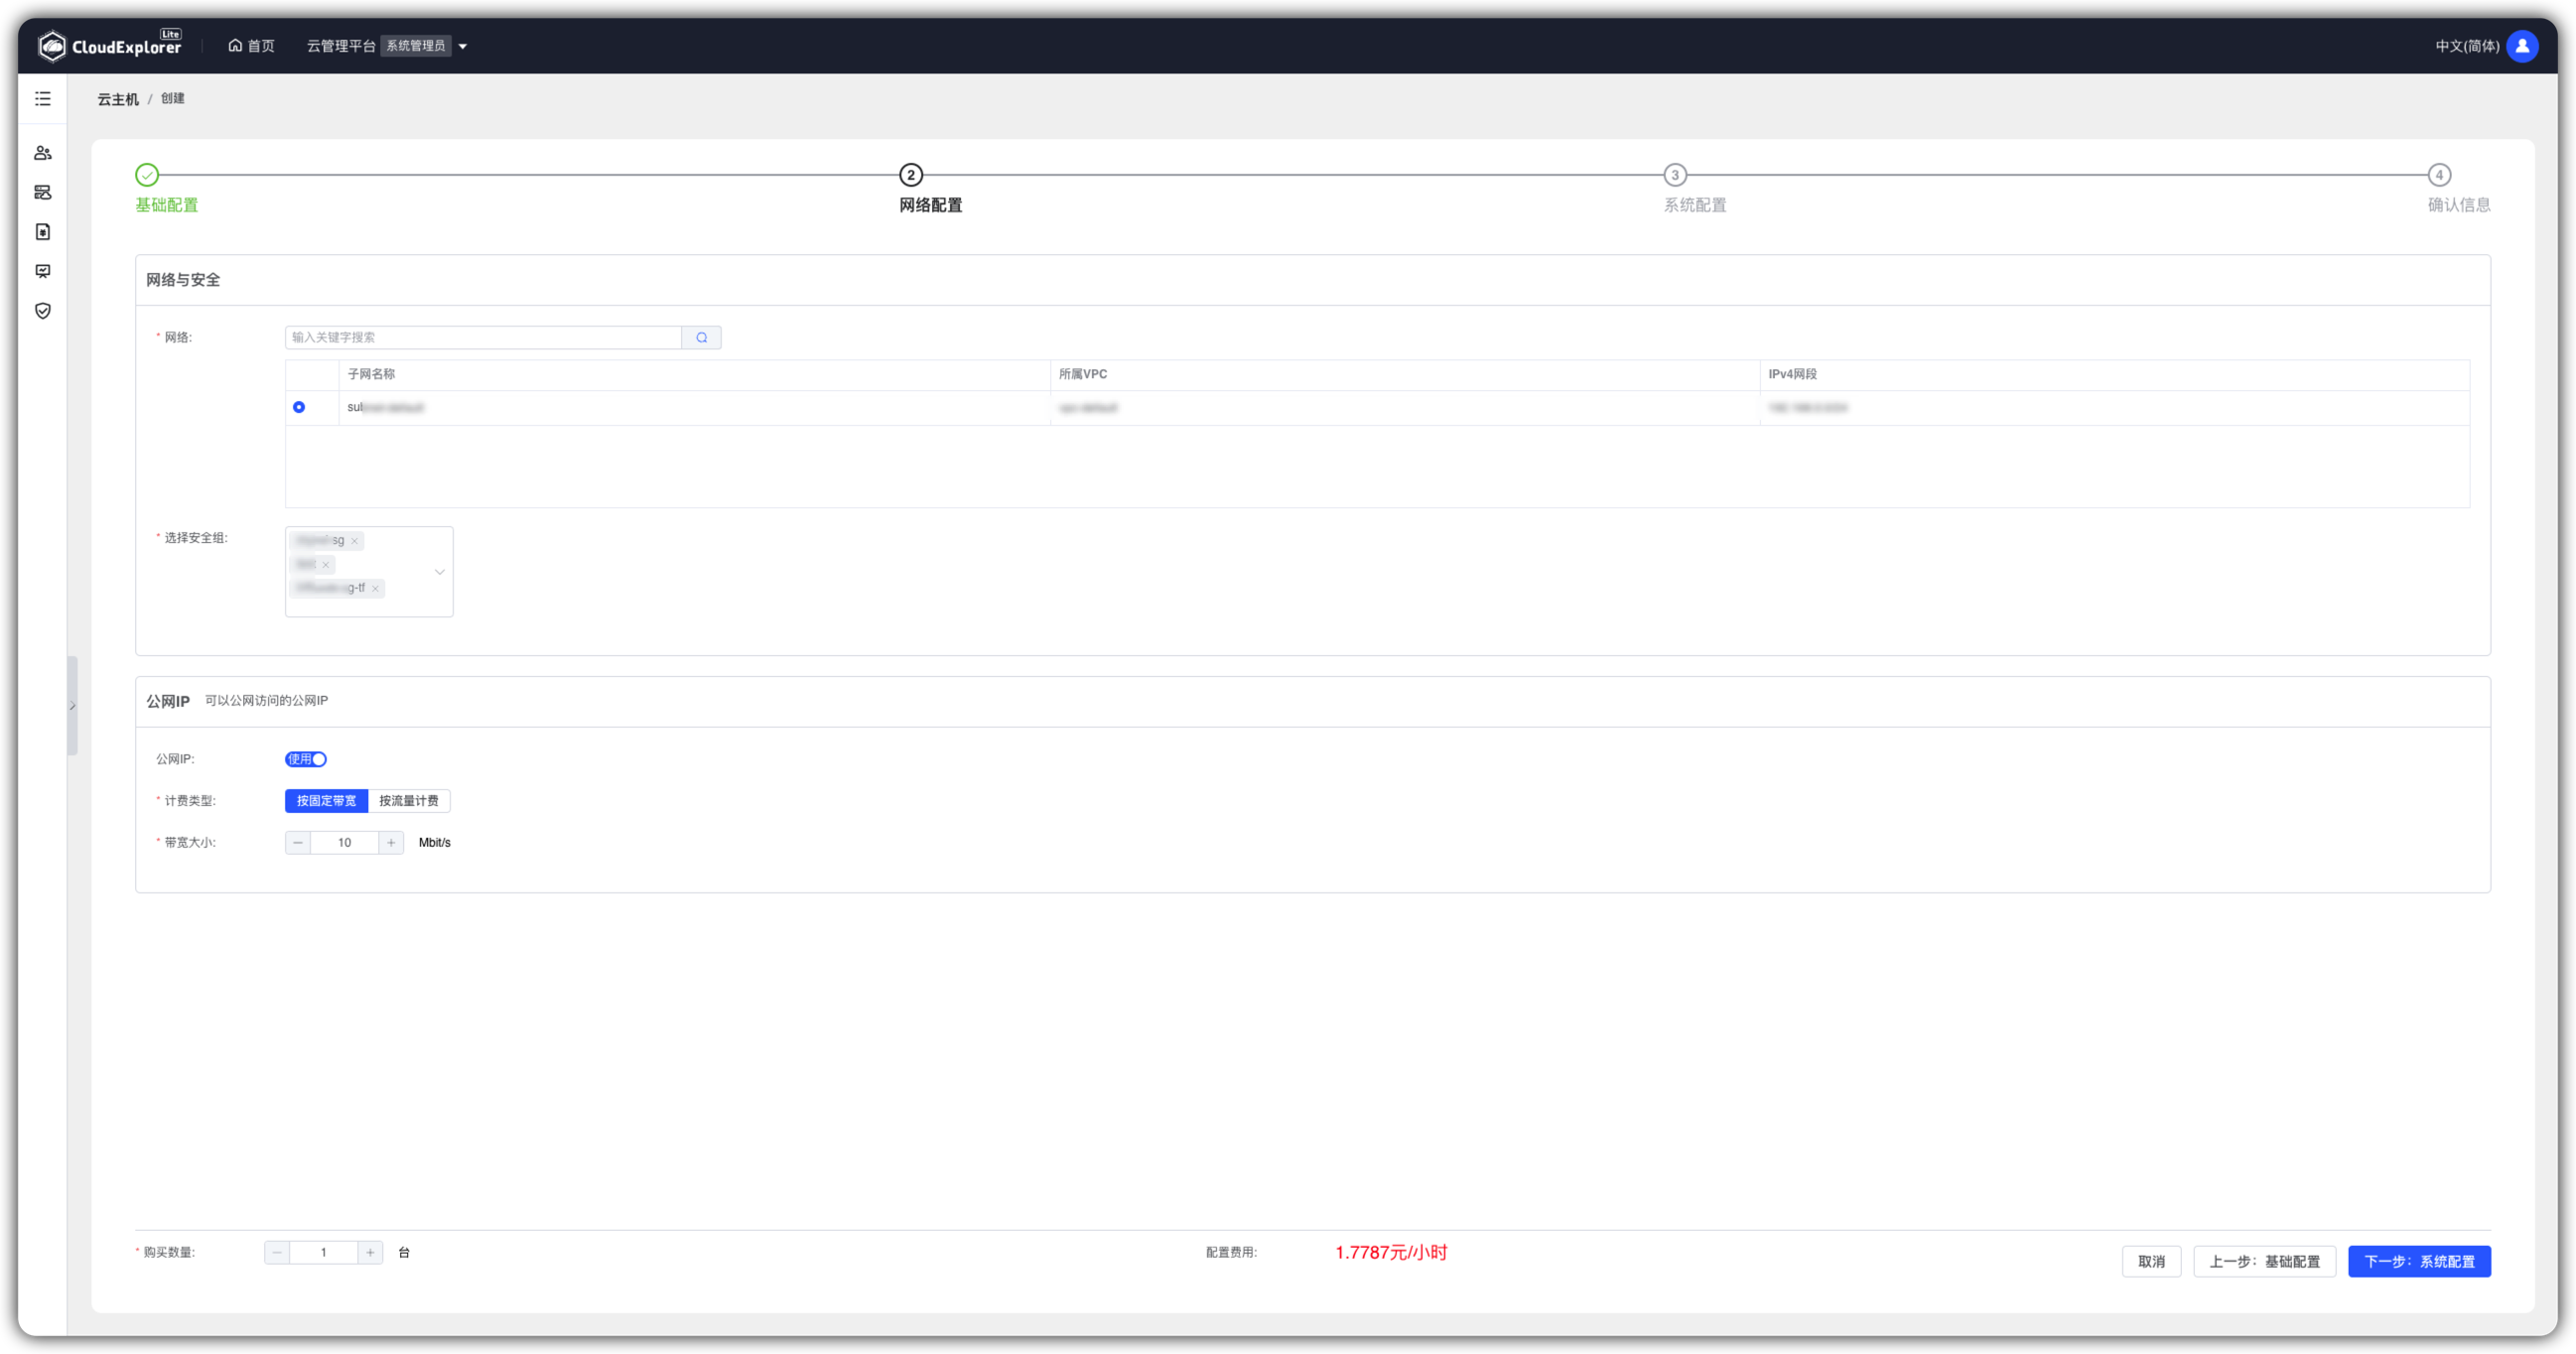 CloudExplorer Lite 首页 云管理平台 系统管理员 中文(简体)
云主机 / 创建
2 3 4
基础配置 网络配置 系统配置 确认信息
网络与安全
* 网络: 输入关键字搜索
子网名称 所属VPC IPv4网段
* 选择安全组:
sg ×
×
g-tf ×
公网IP 可以公网访问的公网IP
公网IP: 使用
* 计费类型: 按固定带宽 按流量计费
* 带宽大小: − 10 + Mbit/s
* 购买数量: − 1 + 台 配置费用: 1.7787元/小时 取消 上一步：基础配置 下一步：系统配置